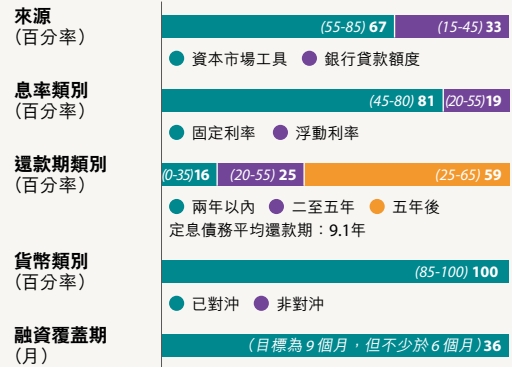 來源
(百分率)
(55-85) 67 (15-45) 33
資本市場工具 銀行貸款額度
息率類別
(百分率)
(45-80) 81 (20-55)19
固定利率 浮動利率
還款期類別
(百分率)
(0-35)16 (20-55) 25 (25-65) 59
兩年以內 二至五年 五年後
定息債務平均還款期：9.1年
貨幣類別
(百分率)
(85-100) 100
已對沖 非對沖
融資覆蓋期
(月)
(目標為9個月，但不少於6個月)36